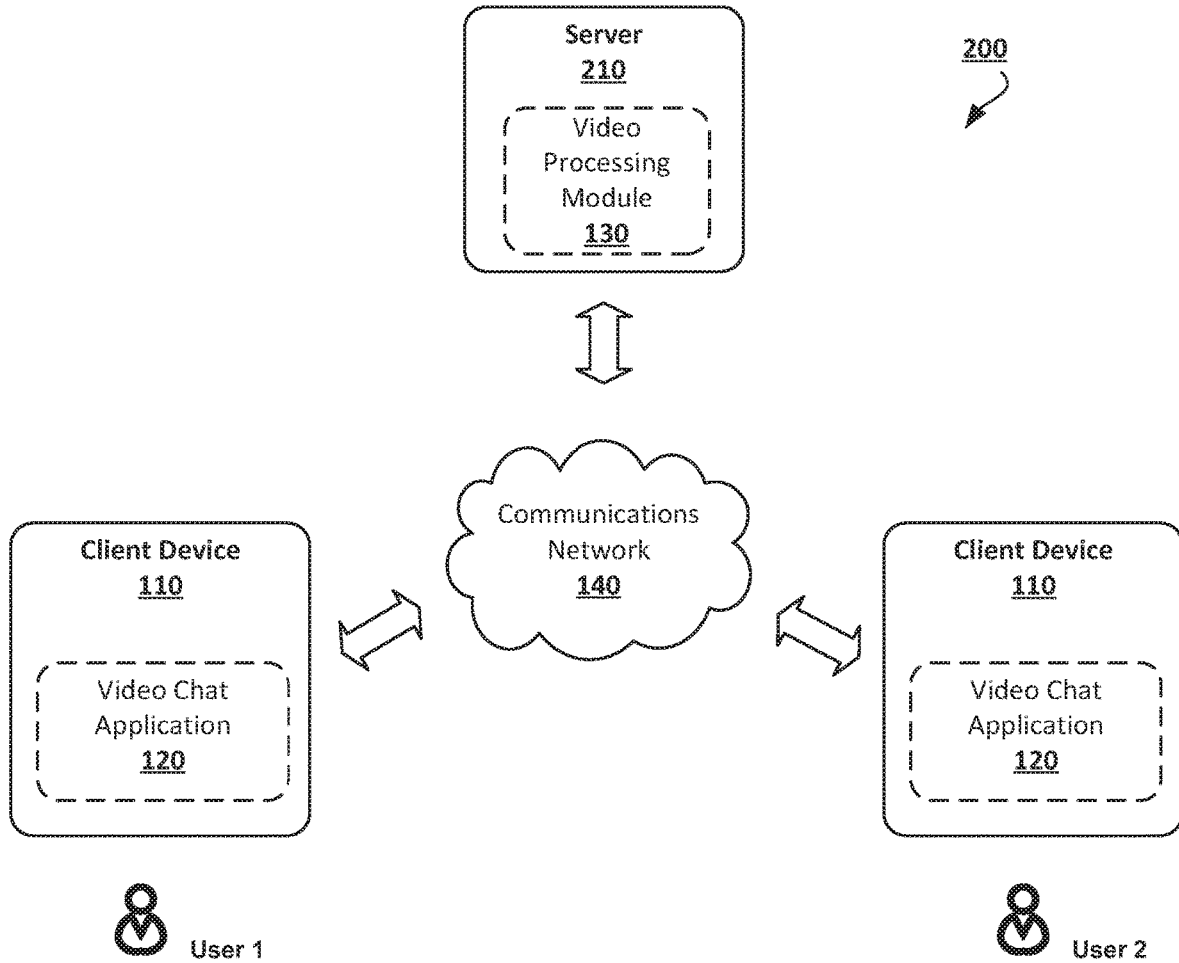 Server
210
200
Video
Processing
Module
130
Communications
Network
140
Client Device
110
Video Chat
Application
120
Client Device
110
Video Chat
Application
120
User 1
User 2